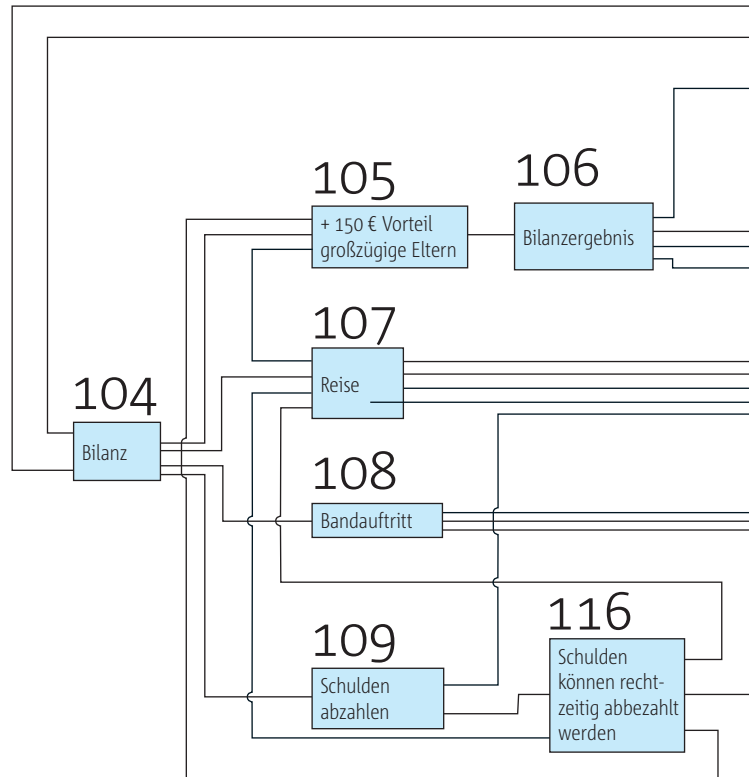 105
+ 150 € Vorteil
großzügige Eltern
106
Bilanzergebnis
107
Reise
104
Bilanz
108
Bandauftritt
109
Schulden
abzahlen
116
Schulden
können recht-
zeitig abbezahlt
werden